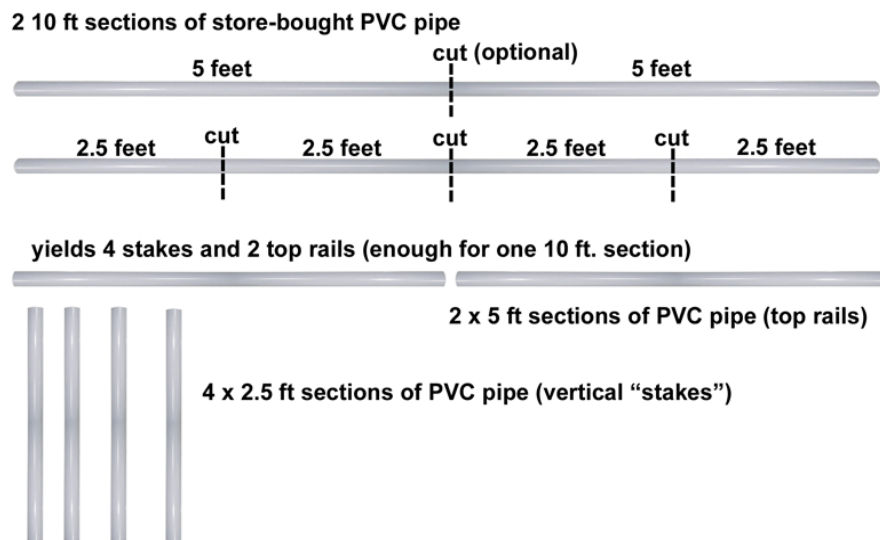 2 10 ft sections of store-bought PVC pipe
cut (optional)
5 feet
5 feet
cut
cut
cut
2.5 feet
2.5 feet
2.5 feet
2.5 feet
yields 4 stakes and 2 top rails (enough for one 10 ft. section)
2 x 5 ft sections of PVC pipe (top rails)
4 x 2.5 ft sections of PVC pipe (vertical “stakes”)